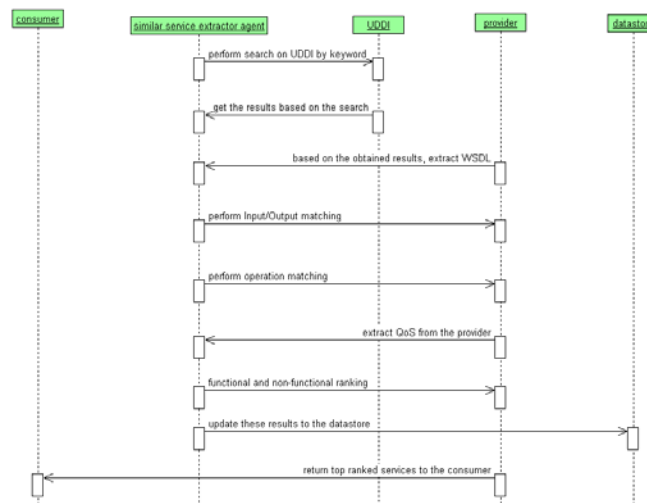 consumer
similar service extractor agent
UDDI
provider
datastore
perform search on UDDI by keyword
get the results based on the search
based on the obtained results, extract WSDL
perform Input/Output matching
perform operation matching
extract QoS from the provider
functional and non-functional ranking
update these results to the datastore
return top ranked services to the consumer